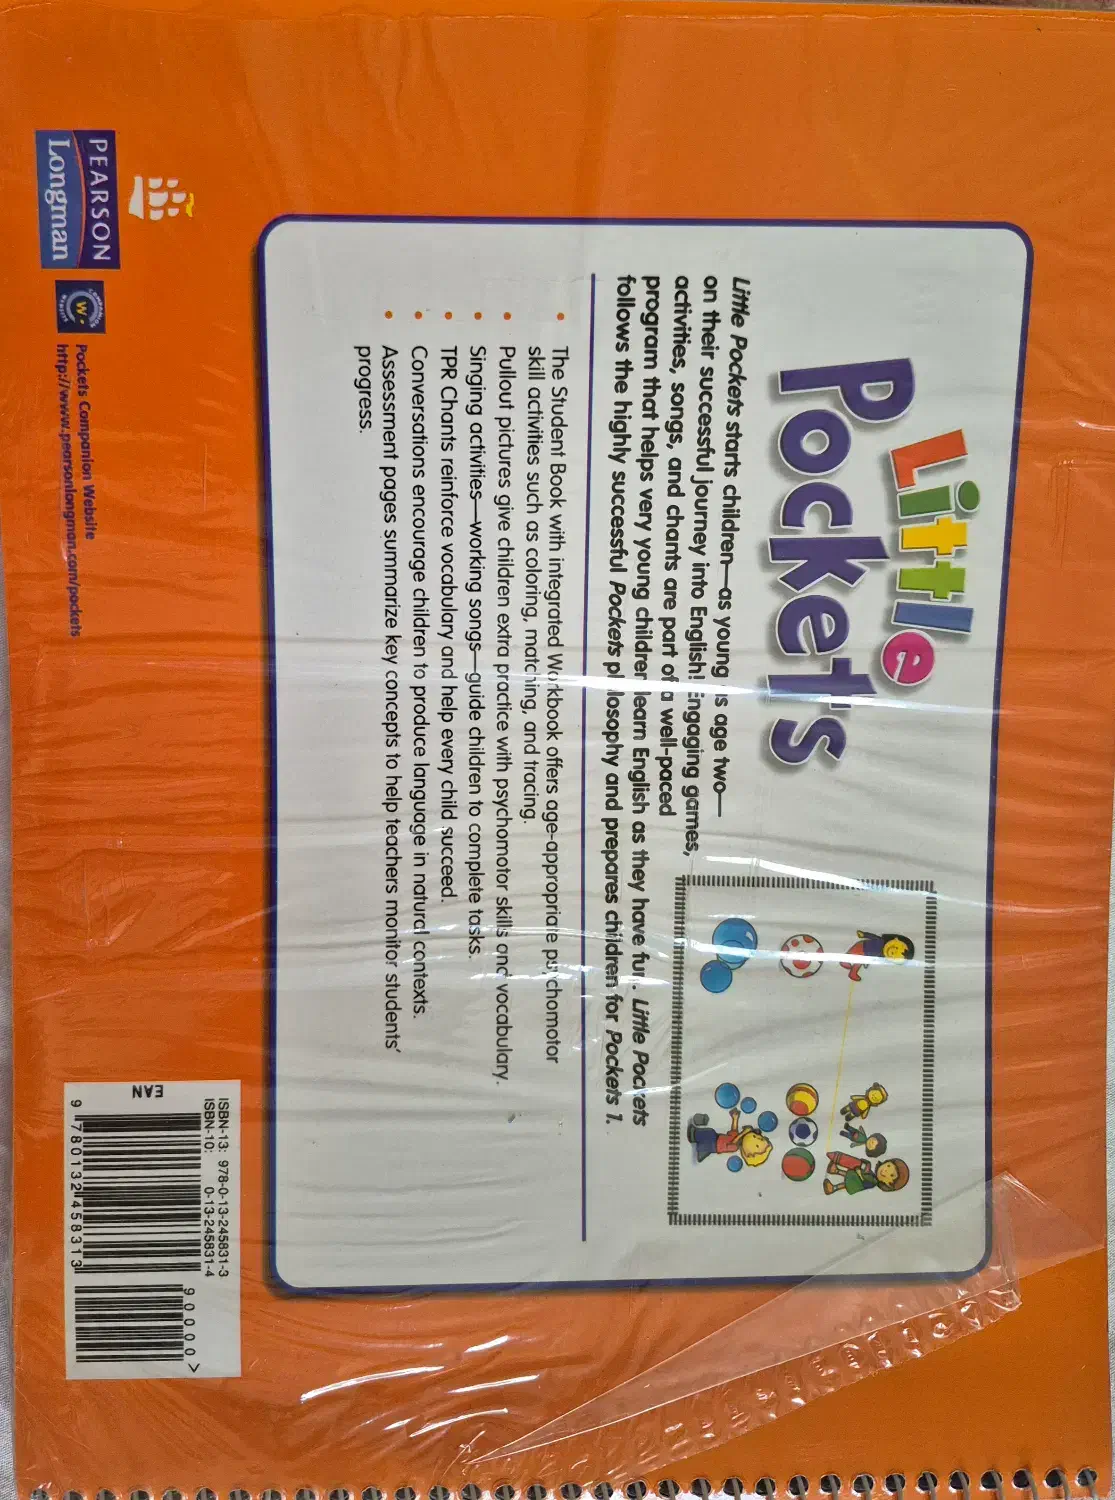 Little
Pockets
Little Pockets starts children—as young as age two—
on their successful journey into English! Engaging games,
activities, songs, and chants are part of a well-paced
program that helps very young children learn English as they have fun. Little Pockets
follows the highly successful Pockets philosophy and prepares children for Pockets 1.
• The Student Book with integrated Workbook offers age-appropriate psychomotor
skill activities such as coloring, matching, and tracing.
• Pullout pictures give children extra practice with psychomotor skills and vocabulary.
• Singing activities—working songs—guide children to complete tasks.
• TPR Chants reinforce vocabulary and help every child succeed.
• Conversations encourage children to produce language in natural contexts.
• Assessment pages summarize key concepts to help teachers monitor students'
progress.
PEARSON
Longman
COMPANION
W
WEBSITE
Pockets Companion Website
http://www.pearsonlongman.com/pockets
ISBN-13: 978-0-13-245831-3
ISBN-10: 0-13-245831-4
90000>
EAN
9 780132 458313